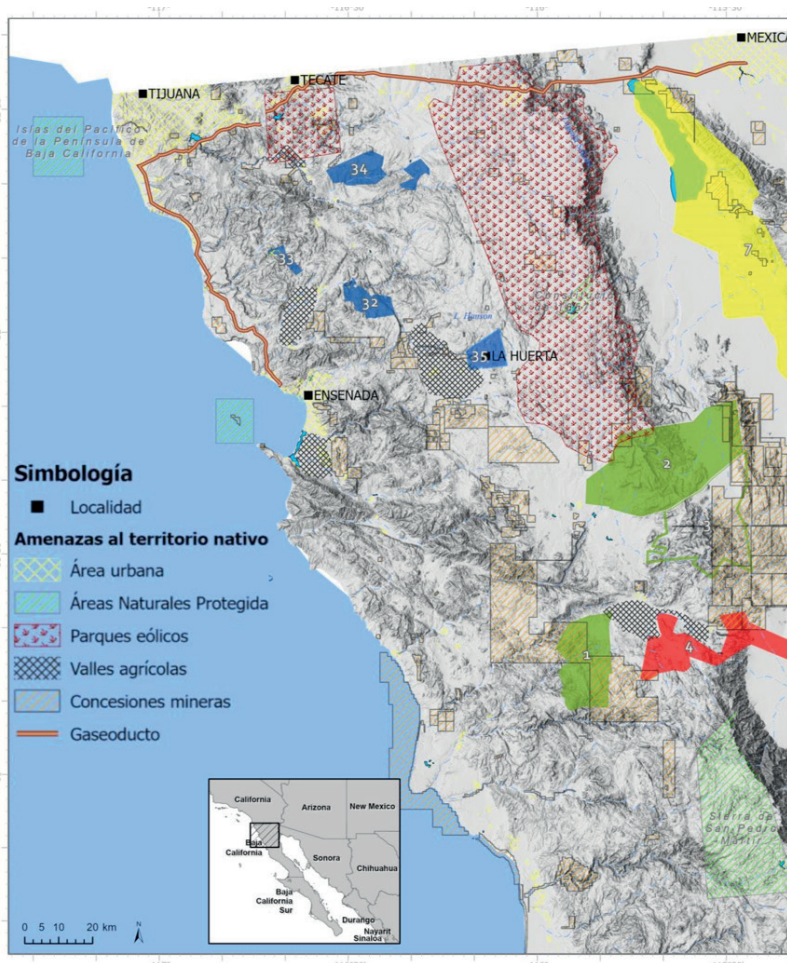 MEXICA
TECATE
TIJUANA
Islas del Pacífico
de la Península de
Baja California
34
7
33
32
L. Hanson
35
LA HUERTA
ENSENADA
2
Simbología
Localidad
Amenazas al territorio nativo
Área urbana
Áreas Naturales Protegida
Parques eólicos
Valles agrícolas
Concesiones mineras
Gaseoducto
1
4
Sierra de
San Pedro
Mártir
California
Arizona
New Mexico
Baja
California
Sonora
Chihuahua
Baja
California
Sur
Durango
Nayarit
Sinaloa
0 5 10 20 km
N